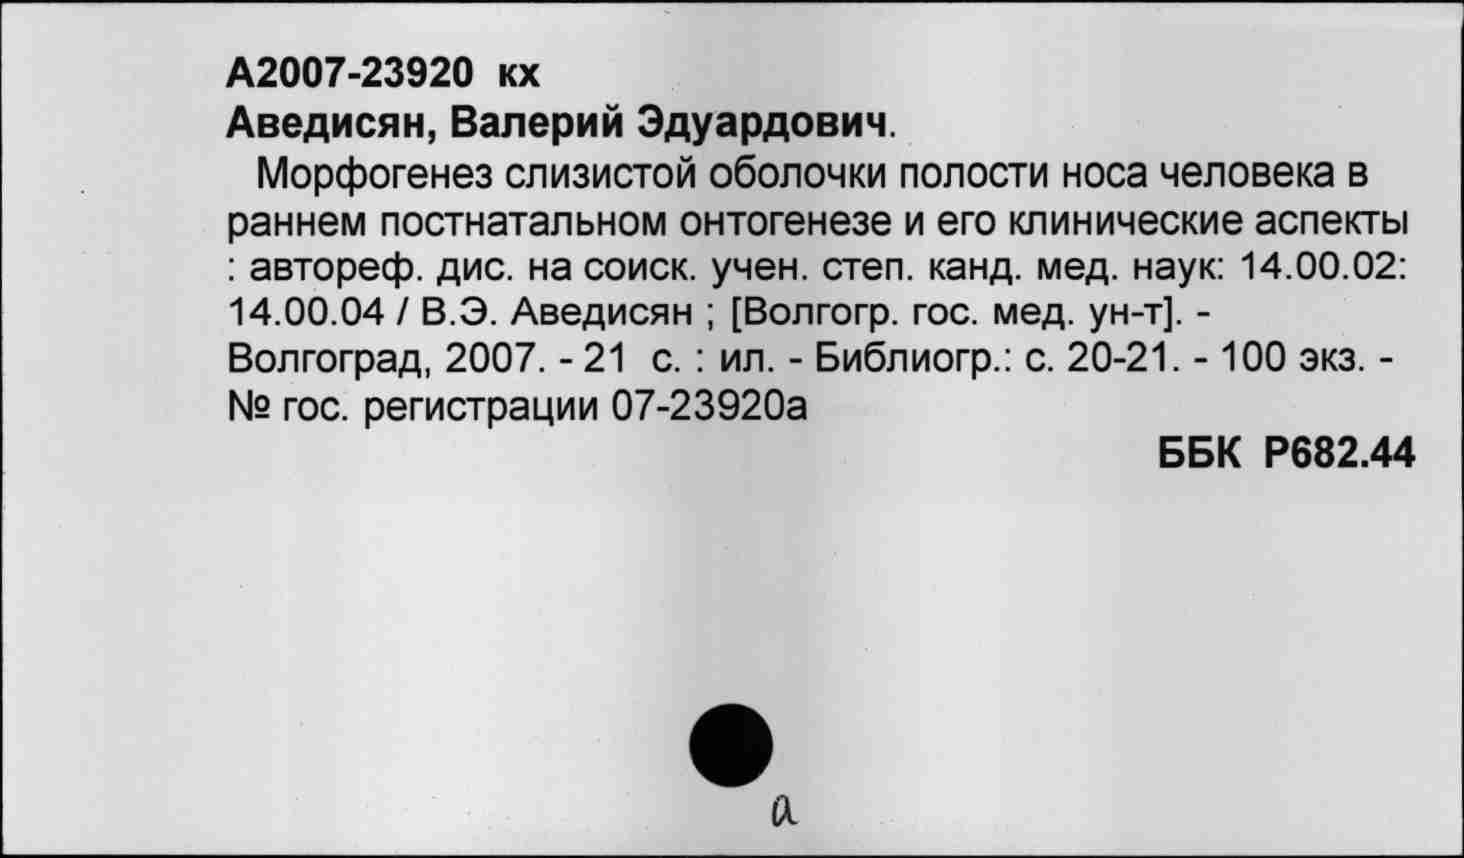 А2007-23920 кх
Аведисян, Валерий Эдуардович.
Морфогенез слизистой оболочки полости носа человека в
раннем постнатальном онтогенезе и его клинические аспекты
: автореф. дис. на соиск. учен. степ. канд. мед. наук: 14.00.02:
14.00.04 / В.Э. Аведисян ; [Волгогр. гос. мед. ун-т]. -
Волгоград, 2007. - 21 с. : ил. - Библиогр.: с. 20-21. - 100 экз. -
№ гос. регистрации 07-23920а
ББК Р682.44
а